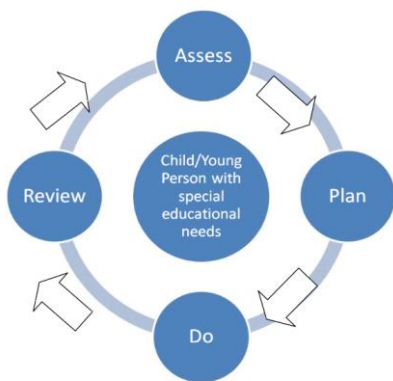 Assess
Child/Young
Person with
special
educational
needs
Review
Plan
Do